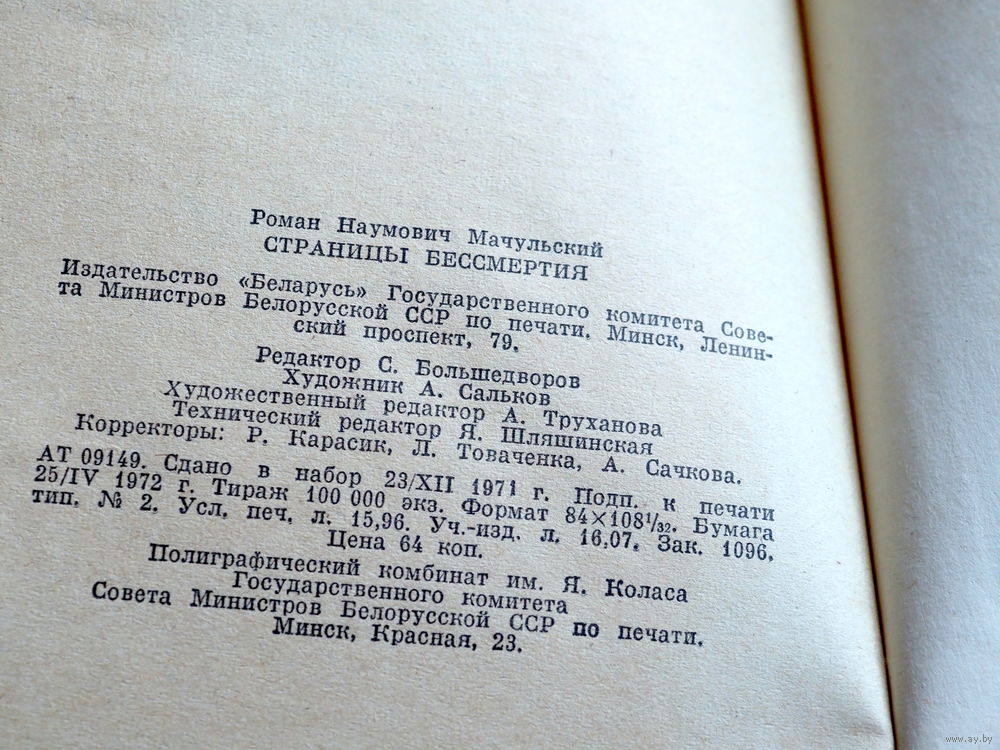 Роман Наумович Мачульский
СТРАНИЦЫ БЕССМЕРТИЯ
Издательство «Беларусь» Государственного комитета Сове-
та Министров Белорусской ССР по печати. Минск, Ленин-
ский проспект, 79.
Редактор С. Большедворов
Художник А. Сальков
Художественный редактор А. Труханова
Технический редактор Я. Шляшинская
Корректоры: Р. Карасик, Л. Товаченка, А. Сачкова.
АТ 09149. Сдано в набор 23/XII 1971 г. Подп. к печати
25/IV 1972 г. Тираж 100 000 экз. Формат 84×108¹/₃₂. Бумага
тип. № 2. Усл. печ. л. 15,96. Уч.-изд. л. 16,07. Зак. 1096.
Цена 64 коп.
Полиграфический комбинат им. Я. Коласа
Государственного комитета
Совета Министров Белорусской ССР по печати.
Минск, Красная, 23.
www.ay.by